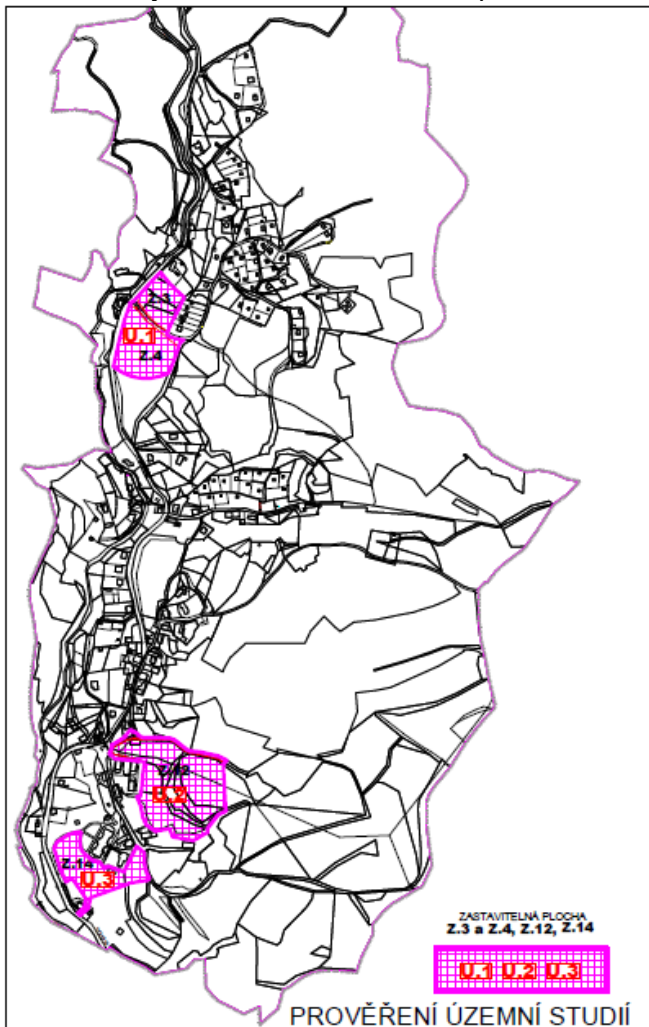 Z.3
U.1
Z.4
Z.12
U.2
Z.14
U.3
ZASTAVITELNÁ PLOCHA
Z.3 a Z.4, Z.12, Z.14
U.1 U.2 U.3
PROVĚŘENÍ ÚZEMNÍ STUDIÍ